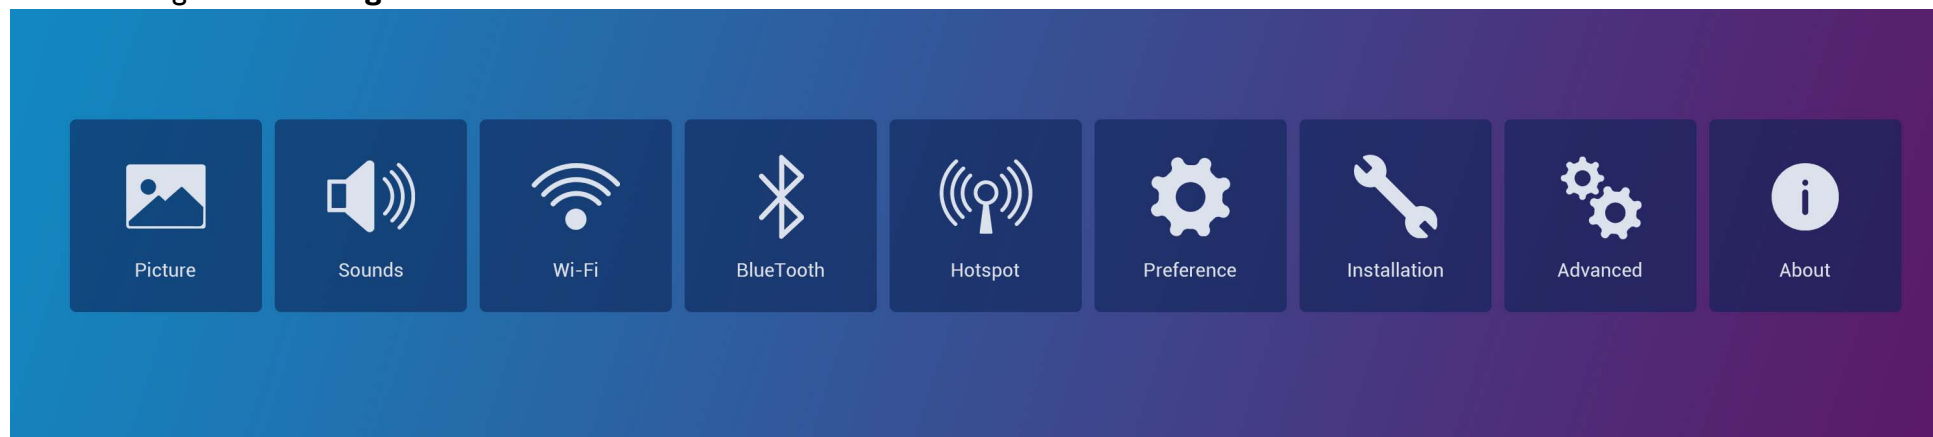 Picture
Sounds
Wi-Fi
BlueTooth
Hotspot
Preference
Installation
Advanced
About